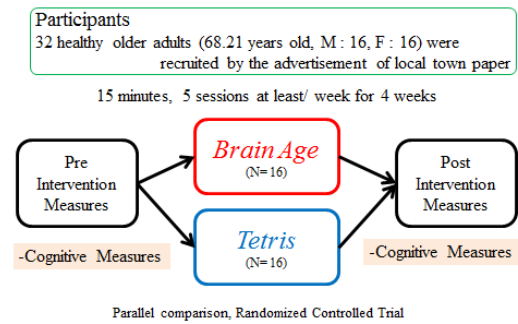 Participants
32 healthy older adults (68.21 years old, M : 16, F : 16) were
recruited by the advertisement of local town paper
15 minutes, 5 sessions at least/ week for 4 weeks
Pre
Intervention
Measures
-Cognitive Measures
Brain Age
(N=16)
Tetris
(N=16)
Post
Intervention
Measures
-Cognitive Measures
Parallel comparison, Randomized Controlled Trial